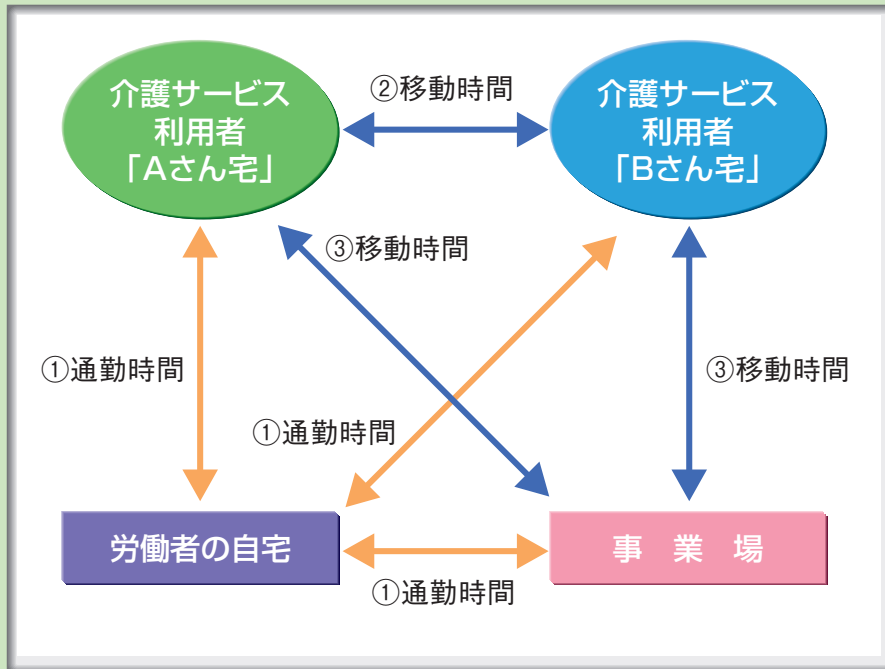 介護サービス
利用者
「Aさん宅」
②移動時間
介護サービス
利用者
「Bさん宅」
③移動時間
①通勤時間
③移動時間
①通勤時間
労働者の自宅
事　業　場
①通勤時間